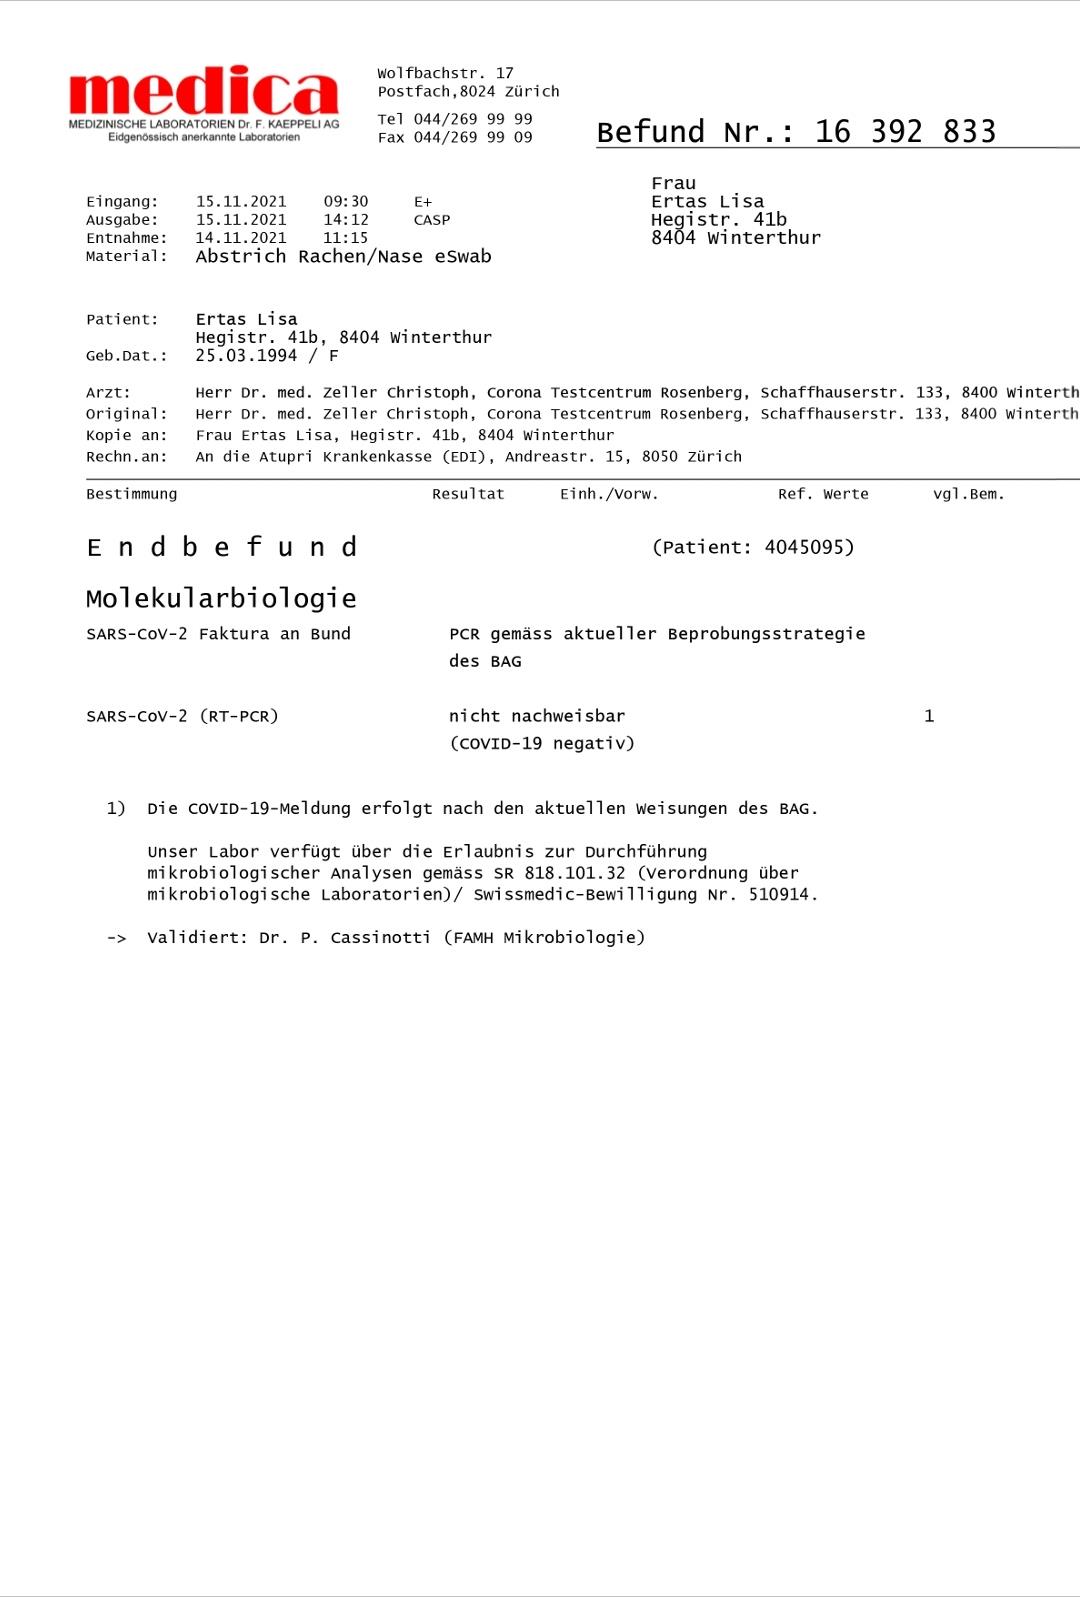 medica
MEDIZINISCHE LABORATORIEN Dr. F. KAEPPELI AG
Eidgenössisch anerkannte Laboratorien
Wolfbachstr. 17
Postfach,8024 Zürich
Tel 044/269 99 99
Fax 044/269 99 09
Befund Nr.: 16 392 833
Frau
Ertas Lisa
Hegistr. 41b
8404 Winterthur
Eingang: 15.11.2021 09:30 E+
Ausgabe: 15.11.2021 14:12 CASP
Entnahme: 14.11.2021 11:15
Material: Abstrich Rachen/Nase eSwab
Patient: Ertas Lisa
Hegistr. 41b, 8404 Winterthur
Geb.Dat.: 25.03.1994 / F
Arzt: Herr Dr. med. Zeller Christoph, Corona Testcentrum Rosenberg, Schaffhauserstr. 133, 8400 Winterth
Original: Herr Dr. med. Zeller Christoph, Corona Testcentrum Rosenberg, Schaffhauserstr. 133, 8400 Winterth
Kopie an: Frau Ertas Lisa, Hegistr. 41b, 8404 Winterthur
Rechn.an: An die Atupri Krankenkasse (EDI), Andreastr. 15, 8050 Zürich
Bestimmung Resultat Einh./Vorw. Ref. Werte vgl.Bem.
E n d b e f u n d (Patient: 4045095)
Molekularbiologie
SARS-CoV-2 Faktura an Bund PCR gemäss aktueller Beprobungsstrategie
des BAG
SARS-CoV-2 (RT-PCR) nicht nachweisbar 1
(COVID-19 negativ)
1) Die COVID-19-Meldung erfolgt nach den aktuellen Weisungen des BAG.
Unser Labor verfügt über die Erlaubnis zur Durchführung
mikrobiologischer Analysen gemäss SR 818.101.32 (Verordnung über
mikrobiologische Laboratorien)/ Swissmedic-Bewilligung Nr. 510914.
-> Validiert: Dr. P. Cassinotti (FAMH Mikrobiologie)